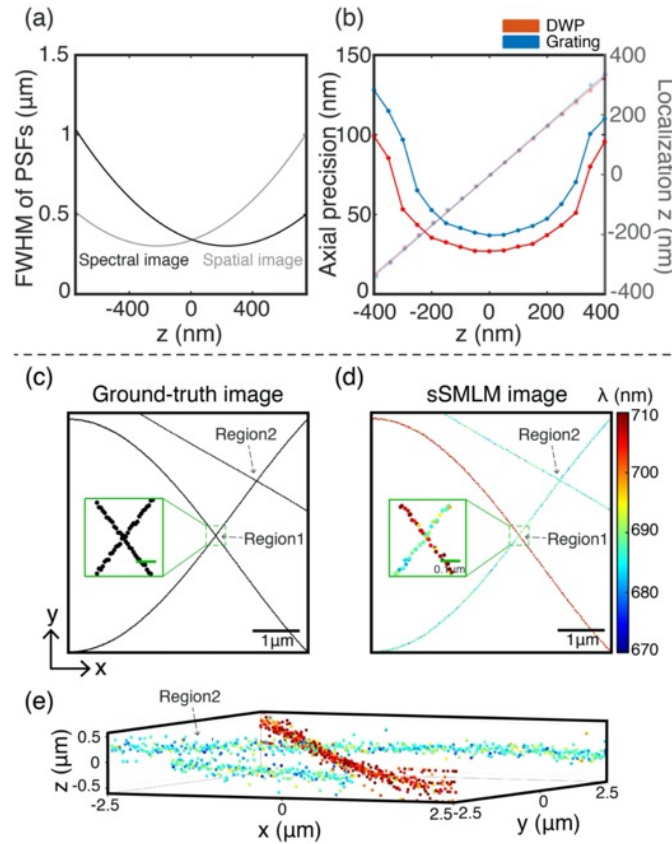 (a)
FWHM of PSFs (μm)
1.5
1
0.5
0
Spectral image
Spatial image
-400
0
400
z (nm)
(b)
DWP
Grating
Axial precision (nm)
150
100
50
0
400
200
0
-200
-400
Localization z (nm)
-400
-200
0
200
400
z (nm)
(c)
Ground-truth image
Region2
Region1
1μm
y
x
(d)
sSMLM image
Region2
Region1
0.1μm
1μm
λ (nm)
710
700
690
680
670
(e)
Region2
z (μm)
0.5
0
-0.5
-2.5
0
2.5
x (μm)
-2.5
0
2.5
y (μm)